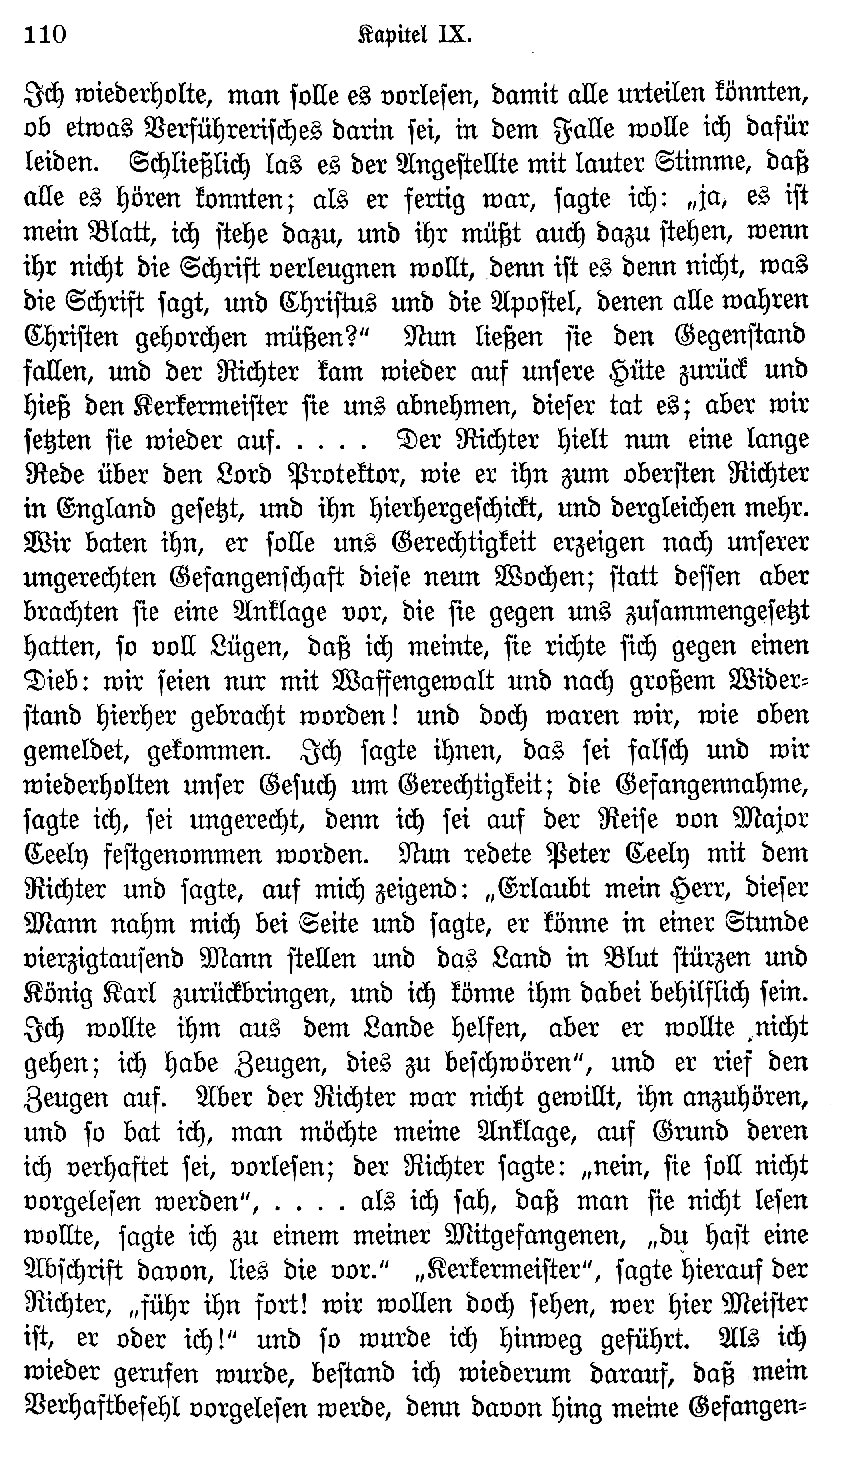 110 Kapitel IX.
Ich wiederholte, man solle es vorlesen, damit alle urteilen könnten,
ob etwas Verführerisches darin sei, in dem Falle wolle ich dafür
leiden. Schließlich las es der Angestellte mit lauter Stimme, daß
alle es hören konnten; als er fertig war, sagte ich: „ja, es ist
mein Blatt, ich stehe dazu, und ihr müßt auch dazu stehen, wenn
ihr nicht die Schrift verleugnen wollt, denn ist es denn nicht, was
die Schrift sagt, und Christus und die Apostel, denen alle wahren
Christen gehorchen müßen?“ Nun ließen sie den Gegenstand
fallen, und der Richter kam wieder auf unsere Hüte zurück und
hieß den Kerkermeister sie uns abnehmen, dieser tat es; aber wir
setzten sie wieder auf. . . . . Der Richter hielt nun eine lange
Rede über den Lord Protektor, wie er ihn zum obersten Richter
in England gesetzt, und ihn hierhergeschickt, und dergleichen mehr.
Wir baten ihn, er solle uns Gerechtigkeit erzeigen nach unserer
ungerechten Gefangenschaft diese neun Wochen; statt dessen aber
brachten sie eine Anklage vor, die sie gegen uns zusammengesetzt
hatten, so voll Lügen, daß ich meinte, sie richte sich gegen einen
Dieb: wir seien nur mit Waffengewalt und nach großem Wider-
stand hierher gebracht worden! und doch waren wir, wie oben
gemeldet, gekommen. Ich sagte ihnen, das sei falsch und wir
wiederholten unser Gesuch um Gerechtigkeit; die Gefangennahme,
sagte ich, sei ungerecht, denn ich sei auf der Reise von Major
Ceely festgenommen worden. Nun redete Peter Ceely mit dem
Richter und sagte, auf mich zeigend: „Erlaubt mein Herr, dieser
Mann nahm mich bei Seite und sagte, er könne in einer Stunde
vierzigtausend Mann stellen und das Land in Blut stürzen und
König Karl zurückbringen, und ich könne ihm dabei behilflich sein.
Ich wollte ihm aus dem Lande helfen, aber er wollte nicht
gehen; ich habe Zeugen, dies zu beschwören“, und er rief den
Zeugen auf. Aber der Richter war nicht gewillt, ihn anzuhören,
und so bat ich, man möchte meine Anklage, auf Grund deren
ich verhaftet sei, vorlesen; der Richter sagte: „nein, sie soll nicht
vorgelesen werden“, . . . . als ich sah, daß man sie nicht lesen
wollte, sagte ich zu einem meiner Mitgefangenen, „du hast eine
Abschrift davon, lies die vor.“ „Kerkermeister“, sagte hierauf der
Richter, „führ ihn fort! wir wollen doch sehen, wer hier Meister
ist, er oder ich!“ und so wurde ich hinweg geführt. Als ich
wieder gerufen wurde, bestand ich wiederum darauf, daß mein
Verhaftbefehl vorgelesen werde, denn davon hing meine Gefangen-